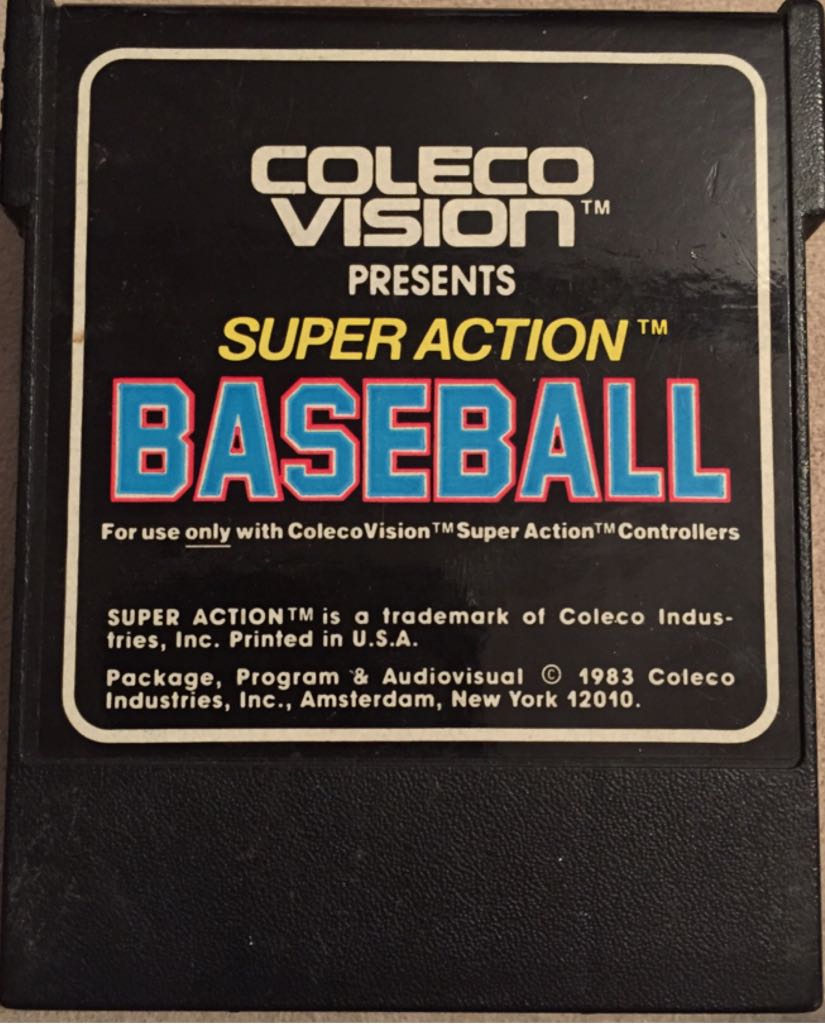 COLECO
VISION™
PRESENTS
SUPER ACTION™
BASEBALL
For use only with ColecoVision™ Super Action™ Controllers
SUPER ACTION™ is a trademark of Coleco Indus-
tries, Inc. Printed in U.S.A.
Package, Program & Audiovisual © 1983 Coleco
Industries, Inc., Amsterdam, New York 12010.